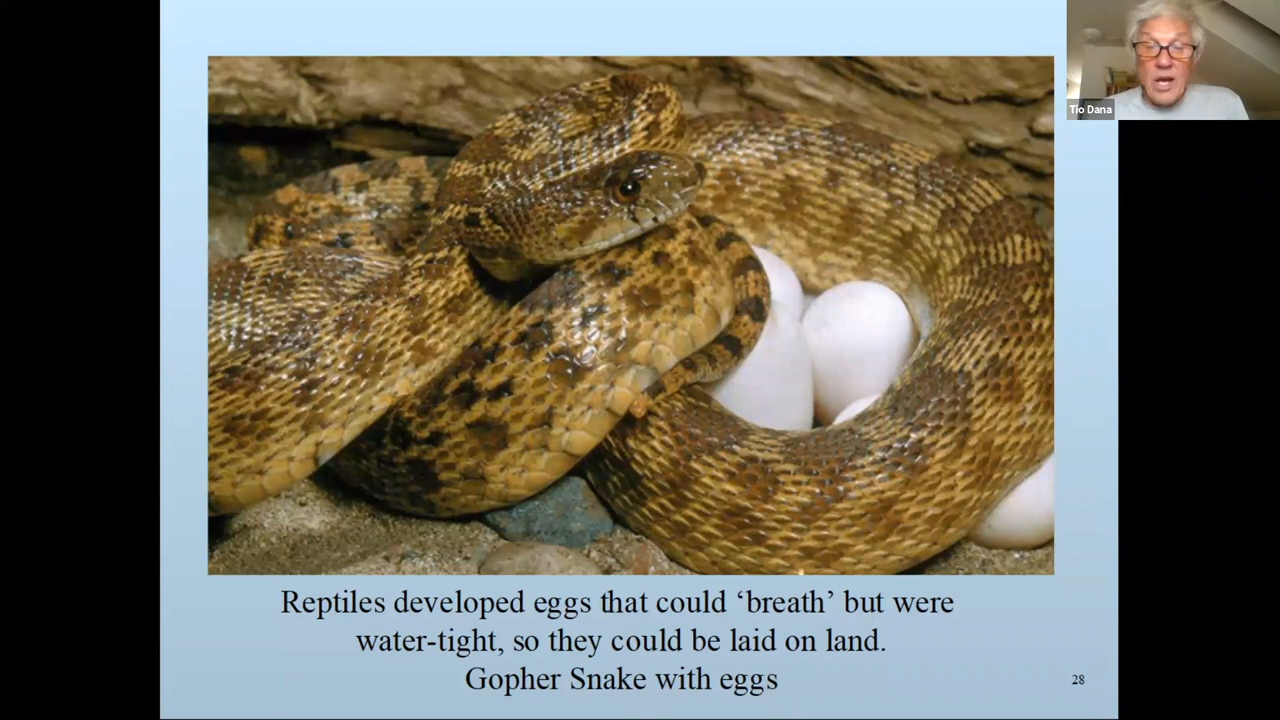 Tio Dana
Reptiles developed eggs that could ‘breath’ but were
water-tight, so they could be laid on land.
Gopher Snake with eggs
28